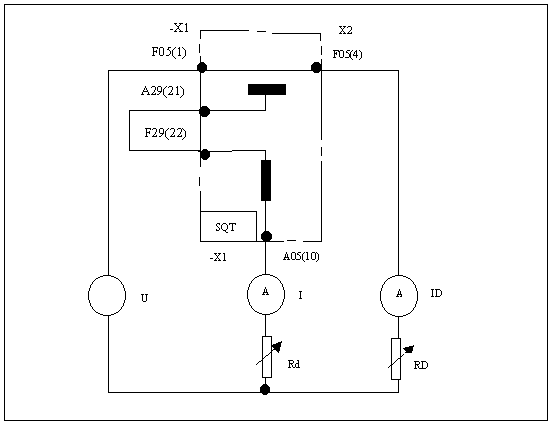 -X1
X2
F05(1)
F05(4)
A29(21)
F29(22)
SQT
-X1
A05(10)
U
A
I
A
ID
Rd
RD